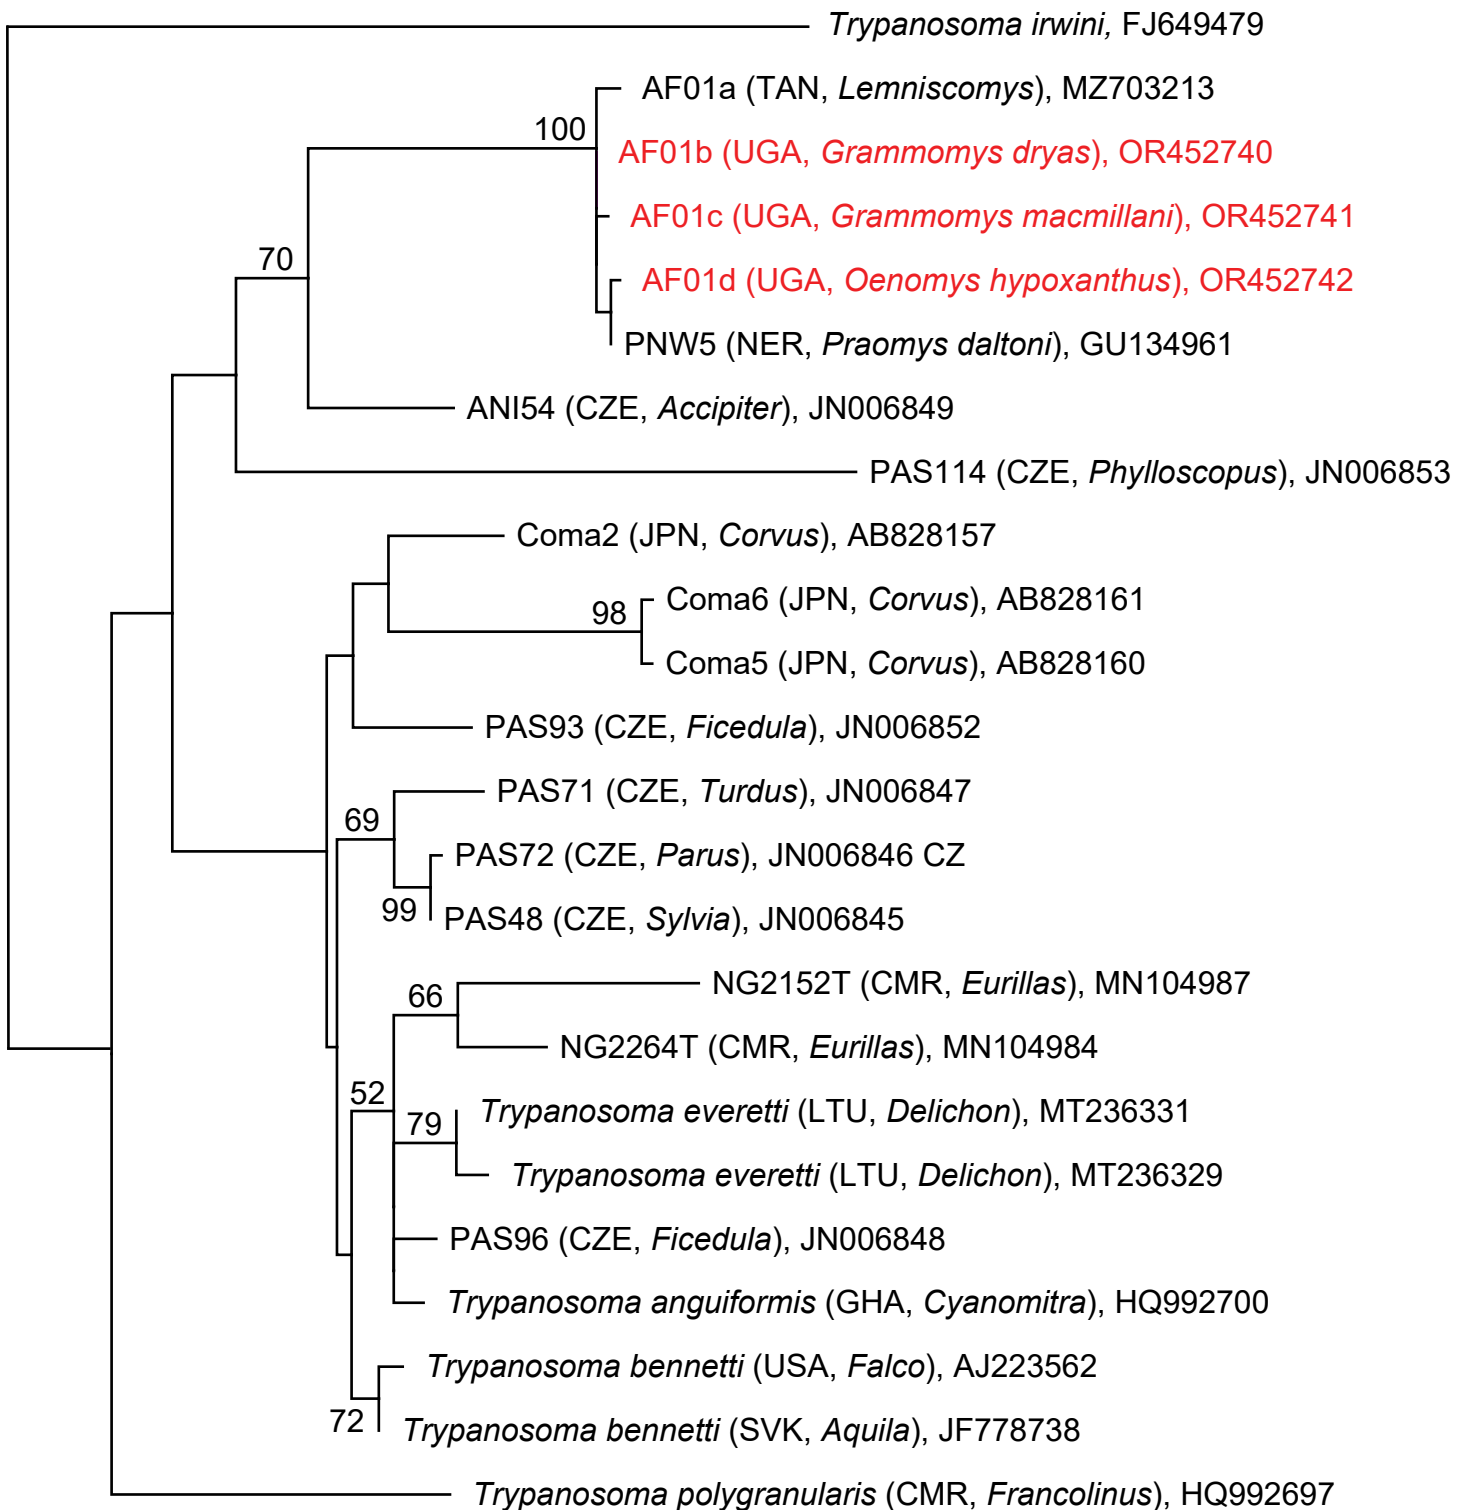 Trypanosoma irwini, FJ649479
AF01a (TAN, Lemniscomys), MZ703213
100
AF01b (UGA, Grammomys dryas), OR452740
AF01c (UGA, Grammomys macmillani), OR452741
70
AF01d (UGA, Oenomys hypoxanthus), OR452742
PNW5 (NER, Praomys daltoni), GU134961
ANI54 (CZE, Accipiter), JN006849
PAS114 (CZE, Phylloscopus), JN006853
Coma2 (JPN, Corvus), AB828157
Coma6 (JPN, Corvus), AB828161
98
Coma5 (JPN, Corvus), AB828160
PAS93 (CZE, Ficedula), JN006852
PAS71 (CZE, Turdus), JN006847
69
PAS72 (CZE, Parus), JN006846 CZ
99
PAS48 (CZE, Sylvia), JN006845
NG2152T (CMR, Eurillas), MN104987
66
NG2264T (CMR, Eurillas), MN104984
52
Trypanosoma everetti (LTU, Delichon), MT236331
79
Trypanosoma everetti (LTU, Delichon), MT236329
PAS96 (CZE, Ficedula), JN006848
Trypanosoma anguiformis (GHA, Cyanomitra), HQ992700
Trypanosoma bennetti (USA, Falco), AJ223562
72
Trypanosoma bennetti (SVK, Aquila), JF778738
Trypanosoma polygranularis (CMR, Francolinus), HQ992697